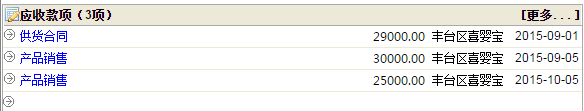 应收款项（3项） [更多...]
供货合同 29000.00 丰台区喜婴宝 2015-09-01
产品销售 30000.00 丰台区喜婴宝 2015-09-05
产品销售 25000.00 丰台区喜婴宝 2015-10-05